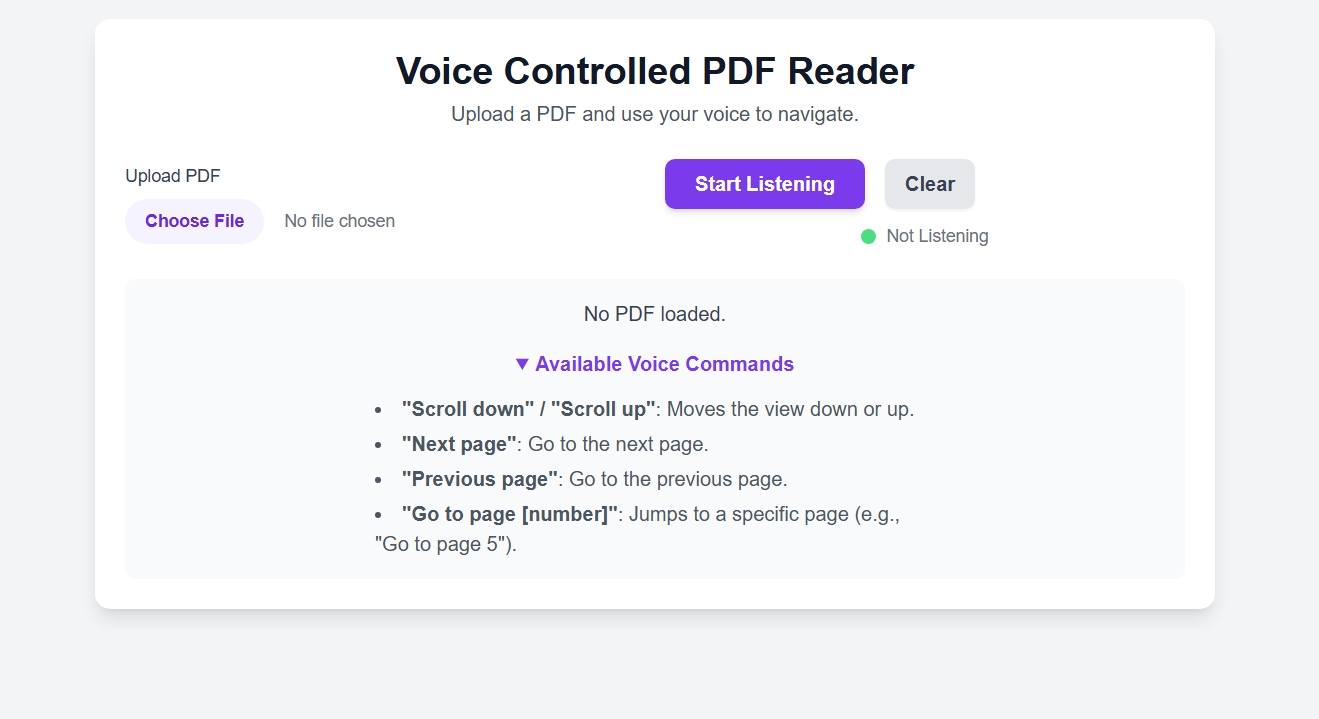 Voice Controlled PDF Reader
Upload a PDF and use your voice to navigate.
Upload PDF
Choose File No file chosen
Start Listening Clear
Not Listening
No PDF loaded.
▼ Available Voice Commands
• "Scroll down" / "Scroll up": Moves the view down or up.
• "Next page": Go to the next page.
• "Previous page": Go to the previous page.
• "Go to page [number]": Jumps to a specific page (e.g.,
"Go to page 5").